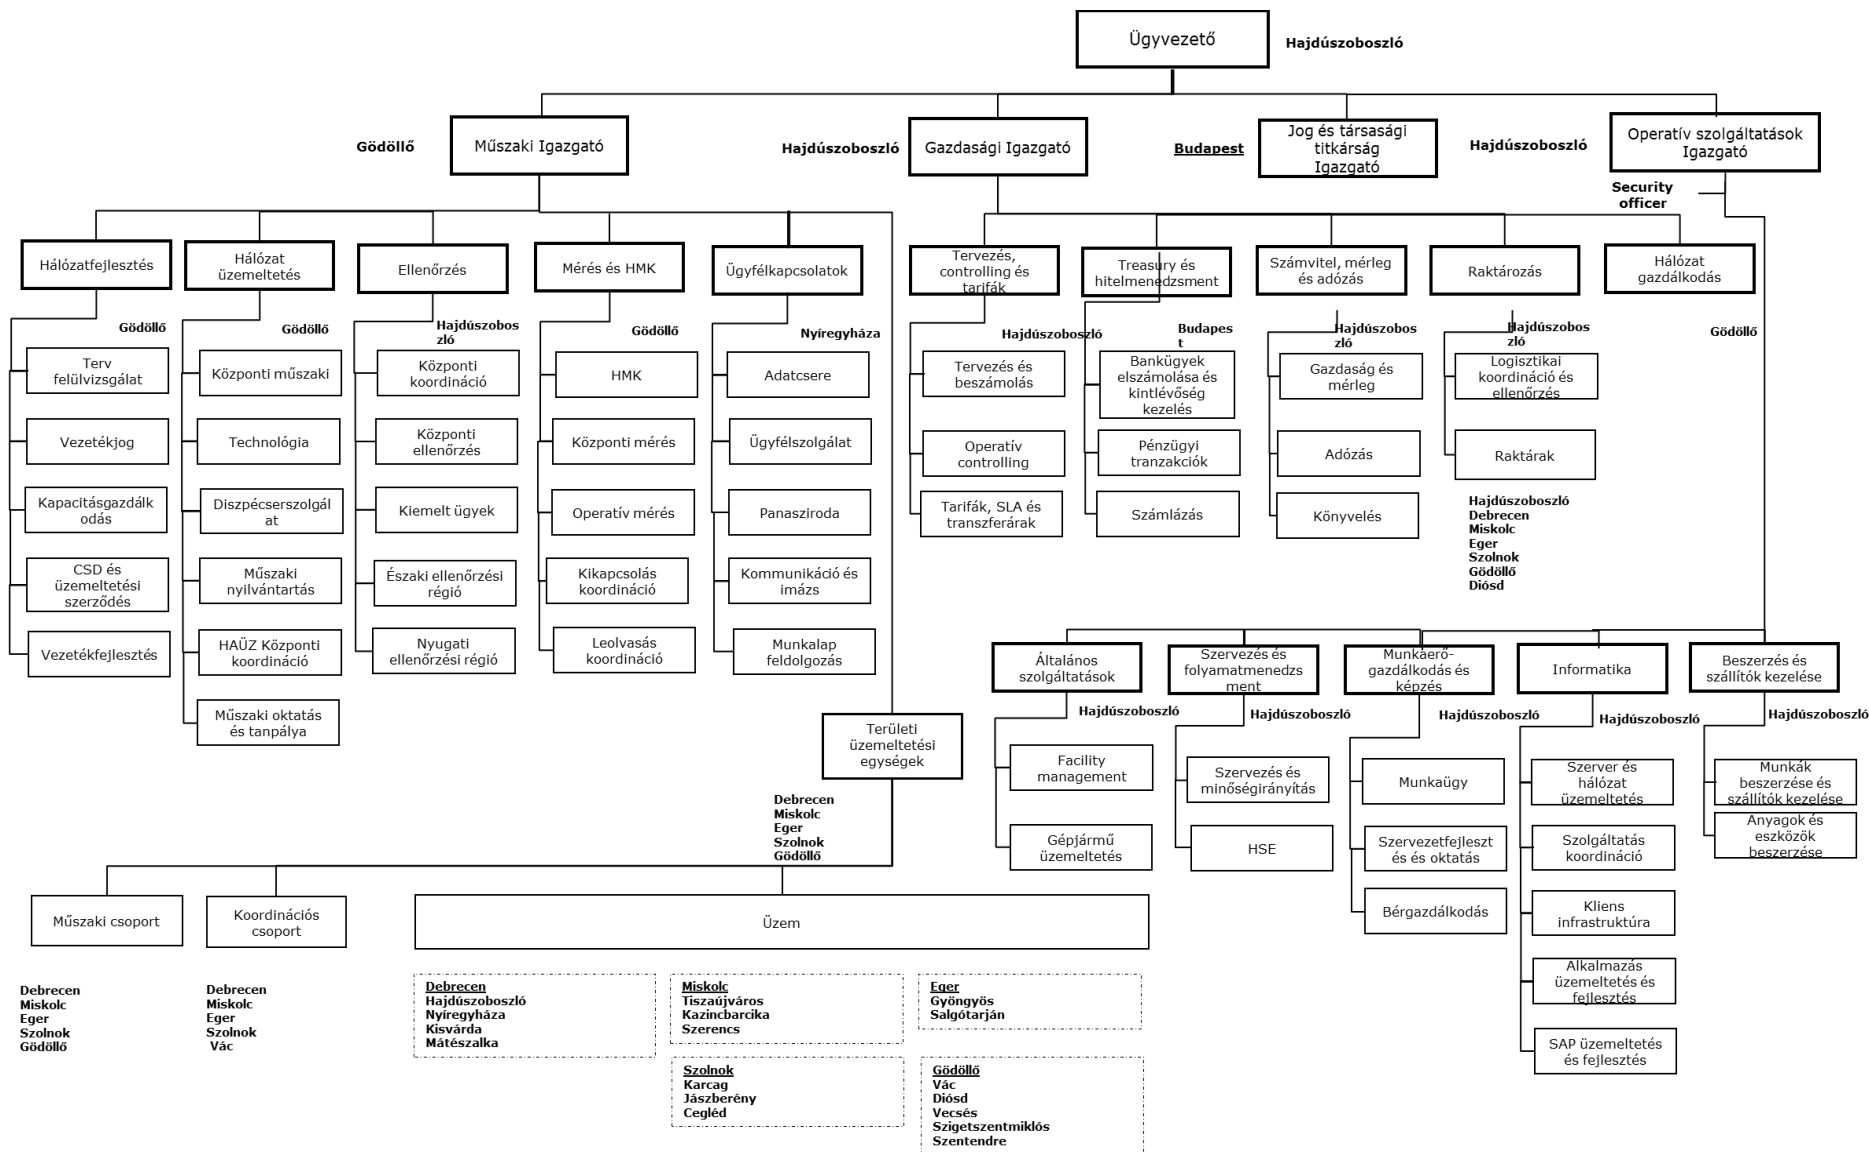 Ügyvezető
Hajdúszoboszló
Gödöllő
Műszaki Igazgató
Hajdúszoboszló
Gazdasági Igazgató
Budapest
Jog és társasági
titkárság
Igazgató
Hajdúszoboszló
Operatív szolgáltatások
Igazgató
Security
officer
Hálózatfejlesztés
Hálózat
üzemeltetés
Ellenőrzés
Mérés és HMK
Ügyfélkapcsolatok
Tervezés,
controlling és
tarifák
Treasury és
hitelmenedzsment
Számvitel, mérleg
és adózás
Raktározás
Hálózat
gazdálkodás
Gödöllő
Terv
felülvizsgálat
Vezetékjog
Kapacitásgazdálk
odás
CSD és
üzemeltetési
szerződés
Vezetékfejlesztés
Gödöllő
Központi műszaki
Technológia
Diszpécserszolgál
at
Műszaki
nyilvántartás
HAÜZ Központi
koordináció
Műszaki oktatás
és tanpálya
Hajdúszobos
zló
Központi
koordináció
Központi
ellenőrzés
Kiemelt ügyek
Északi ellenőrzési
régió
Nyugati
ellenőrzési régió
Gödöllő
HMK
Központi mérés
Operatív mérés
Kikapcsolás
koordináció
Leolvasás
koordináció
Nyíregyháza
Adatcsere
Ügyfélszolgálat
Panasziroda
Kommunikáció és
imázs
Munkalap
feldolgozás
Hajdúszoboszló
Tervezés és
beszámolás
Operatív
controlling
Tarifák, SLA és
transzferárak
Budapes
t
Bankügyek
elszámolása és
kintlévőség
kezelés
Pénzügyi
tranzakciók
Számlázás
Hajdúszobos
zló
Gazdaság és
mérleg
Adózás
Könyvelés
Hajdúszobos
zló
Logisztikai
koordináció és
ellenőrzés
Raktárak
Hajdúszoboszló
Debrecen
Miskolc
Eger
Szolnok
Gödöllő
Diósd
Gödöllő
Általános
szolgáltatások
Szervezés és
folyamatmenedzs
ment
Munkaerő-
gazdálkodás és
képzés
Informatika
Beszerzés és
szállítók kezelése
Hajdúszoboszló
Facility
management
Gépjármű
üzemeltetés
Hajdúszoboszló
Szervezés és
minőségirányítás
HSE
Hajdúszoboszló
Munkaügy
Szervezetfejleszt
és és oktatás
Bérgazdálkodás
Hajdúszoboszló
Szerver és
hálózat
üzemeltetés
Szolgáltatás
koordináció
Kliens
infrastruktúra
Alkalmazás
üzemeltetés és
fejlesztés
SAP üzemeltetés
és fejlesztés
Hajdúszoboszló
Munkák
beszerzése és
szállítók kezelése
Anyagok és
eszközök
beszerzése
Területi
üzemeltetési
egységek
Debrecen
Miskolc
Eger
Szolnok
Gödöllő
Műszaki csoport
Koordinációs
csoport
Üzem
Debrecen
Miskolc
Eger
Szolnok
Gödöllő
Debrecen
Miskolc
Eger
Szolnok
Vác
Debrecen
Hajdúszoboszló
Nyíregyháza
Kisvárda
Mátészalka
Miskolc
Tiszaújváros
Kazincbarcika
Szerencs
Eger
Gyöngyös
Salgótarján
Szolnok
Karcag
Jászberény
Cegléd
Gödöllő
Vác
Diósd
Vecsés
Szigetszentmiklós
Szentendre